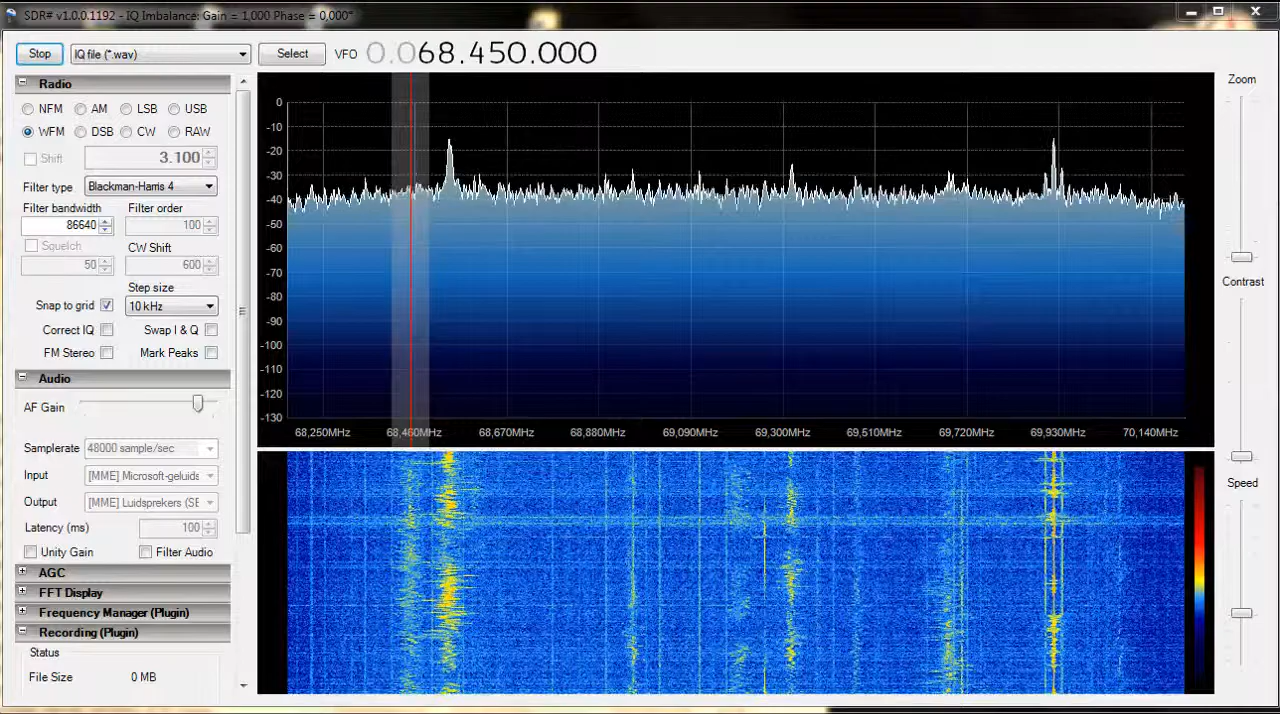 SDR# v1.0.0.1192 - IQ Imbalance: Gain = 1,000 Phase = 0,000°
Stop
IQ file (*.wav)
Select
VFO
0.068.450.000
Zoom
Radio
NFM AM LSB USB
WFM DSB CW RAW
Shift 3.100
Filter type Blackman-Harris 4
Filter bandwidth Filter order
86640 100
Squelch CW Shift
50 600
Step size
Snap to grid 10 kHz
Correct IQ Swap I & Q
FM Stereo Mark Peaks
Audio
AF Gain
Samplerate 48000 sample/sec
Input [MME] Microsoft-geluids
Output [MME] Luidsprekers (SE
Latency (ms) 100
Unity Gain Filter Audio
AGC
FFT Display
Frequency Manager (Plugin)
Recording (Plugin)
Status
File Size 0 MB
0
-10
-20
-30
-40
-50
-60
-70
-80
-90
-100
-110
-120
-130
68,250MHz 68,460MHz 68,670MHz 68,880MHz 69,090MHz 69,300MHz 69,510MHz 69,720MHz 69,930MHz 70,140MHz
Contrast
Speed